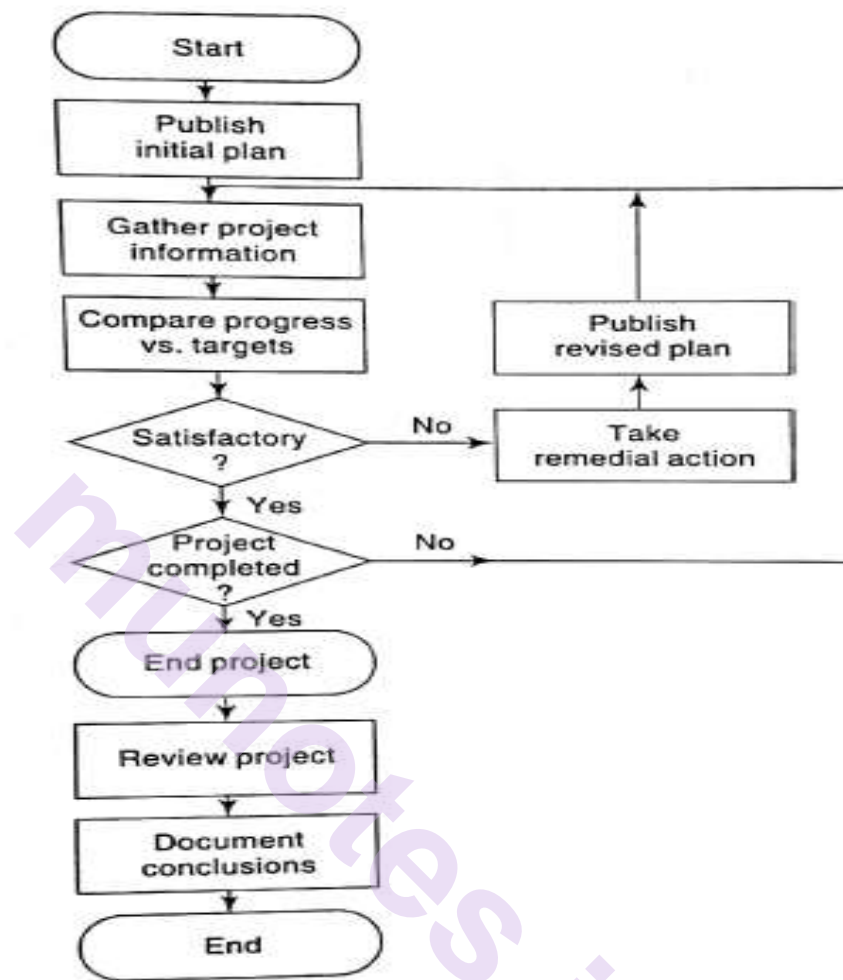 Start
Publish
initial plan
Gather project
information
Compare progress
vs. targets
Publish
revised plan
Satisfactory
?
No
Take
remedial action
Yes
Project
completed
?
No
Yes
End project
Review project
Document
conclusions
End
munotes.i